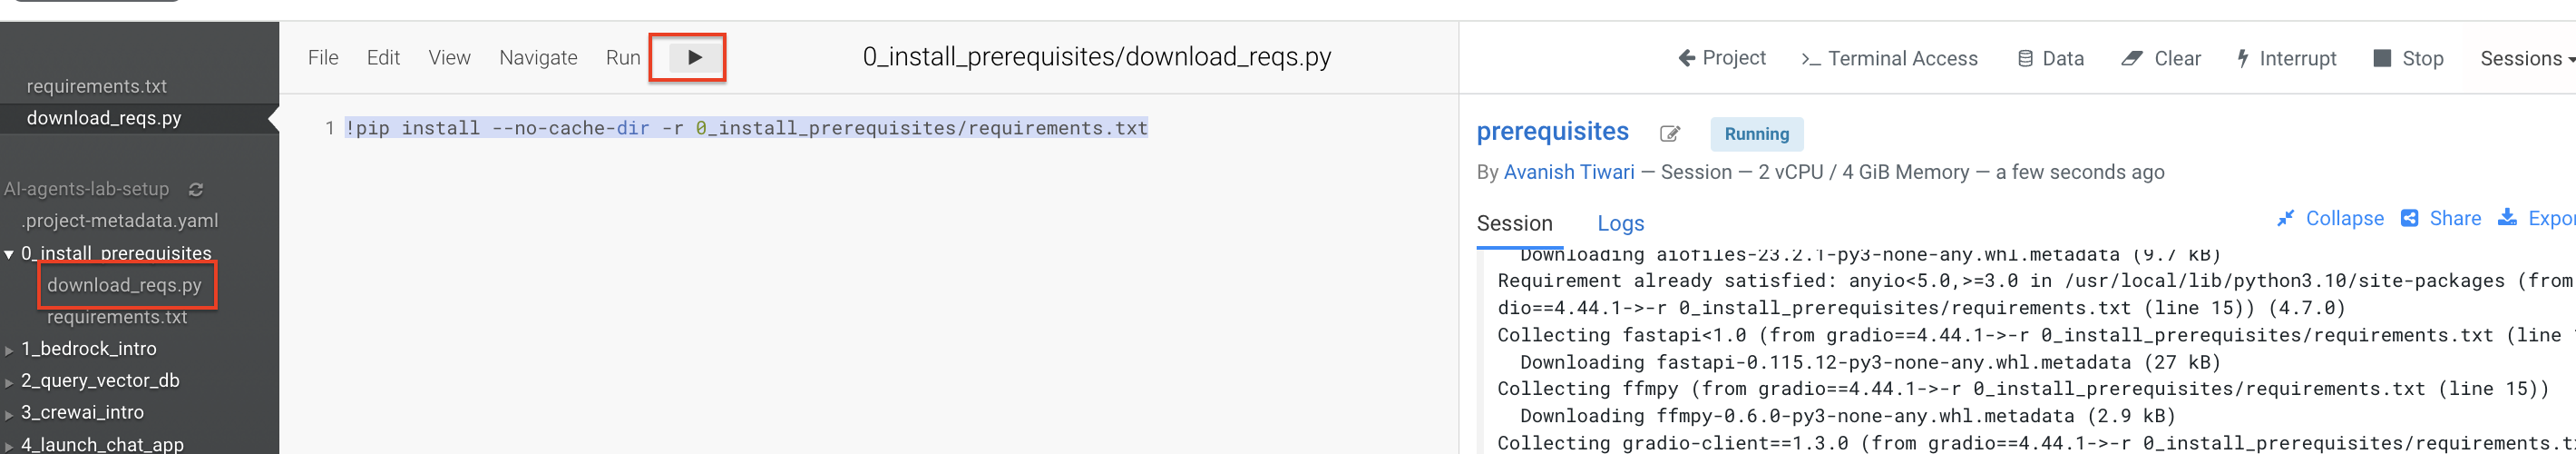 requirements.txt
download_reqs.py
AI-agents-lab-setup
.project-metadata.yaml
0_install_prerequisites
download_reqs.py
requirements.txt
1_bedrock_intro
2_query_vector_db
3_crewai_intro
4_launch_chat_app
File Edit View Navigate Run
0_install_prerequisites/download_reqs.py
1 !pip install --no-cache-dir -r 0_install_prerequisites/requirements.txt
Project Terminal Access Data Clear Interrupt Stop Sessions
prerequisites Running
By Avanish Tiwari — Session — 2 vCPU / 4 GiB Memory — a few seconds ago
Session Logs Collapse Share Expor
Downloading aiofiles-23.2.1-py3-none-any.whl.metadata (9.7 kB)
Requirement already satisfied: anyio<5.0,>=3.0 in /usr/local/lib/python3.10/site-packages (from
dio==4.44.1->-r 0_install_prerequisites/requirements.txt (line 15)) (4.7.0)
Collecting fastapi<1.0 (from gradio==4.44.1->-r 0_install_prerequisites/requirements.txt (line
Downloading fastapi-0.115.12-py3-none-any.whl.metadata (27 kB)
Collecting ffmpy (from gradio==4.44.1->-r 0_install_prerequisites/requirements.txt (line 15))
Downloading ffmpy-0.6.0-py3-none-any.whl.metadata (2.9 kB)
Collecting gradio-client==1.3.0 (from gradio==4.44.1->-r 0_install_prerequisites/requirements.t